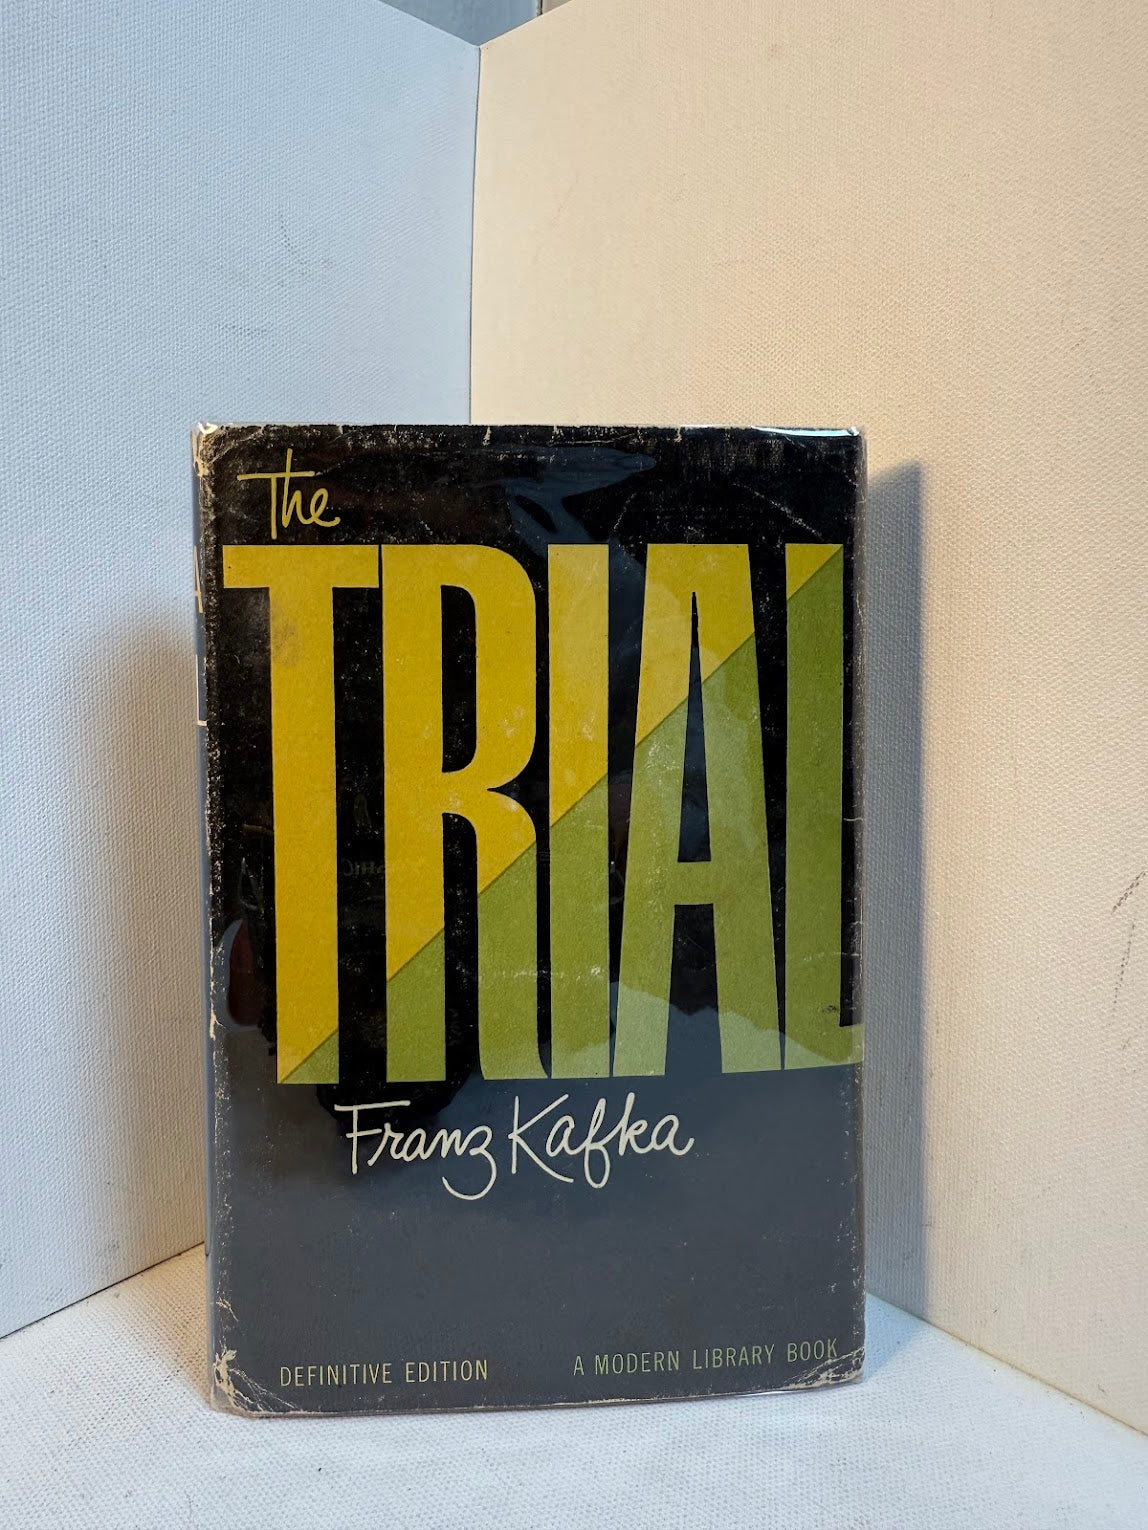 The
TRIAL
Franz Kafka
DEFINITIVE EDITION
A MODERN LIBRARY BOOK